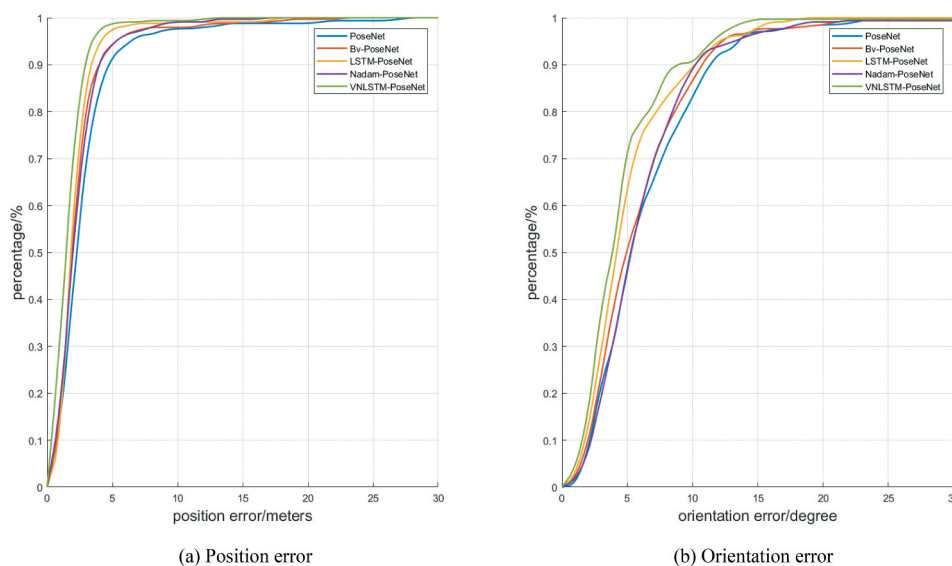 PoseNet
Bv-PoseNet
LSTM-PoseNet
Nadam-PoseNet
VNLSTM-PoseNet
percentage/%
1
0.9
0.8
0.7
0.6
0.5
0.4
0.3
0.2
0.1
0
0 5 10 15 20 25 30
position error/meters
(a) Position error
PoseNet
Bv-PoseNet
LSTM-PoseNet
Nadam-PoseNet
VNLSTM-PoseNet
percentage/%
1
0.9
0.8
0.7
0.6
0.5
0.4
0.3
0.2
0.1
0
0 5 10 15 20 25 30
orientation error/degree
(b) Orientation error